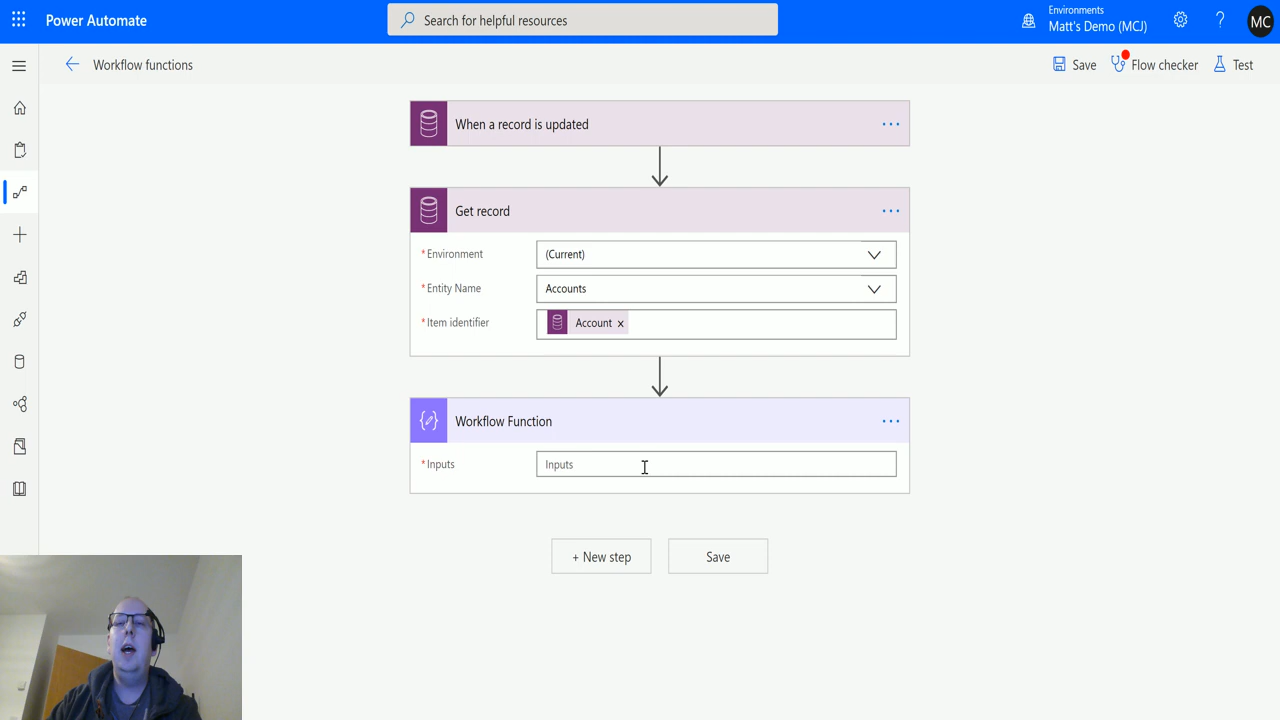 Power Automate
Search for helpful resources
Environments
Matt's Demo (MCJ)
?
MC
Workflow functions
Save
Flow checker
Test
When a record is updated
...
Get record
...
*Environment
(Current)
*Entity Name
Accounts
*Item identifier
Account x
Workflow Function
...
*Inputs
Inputs
+ New step
Save